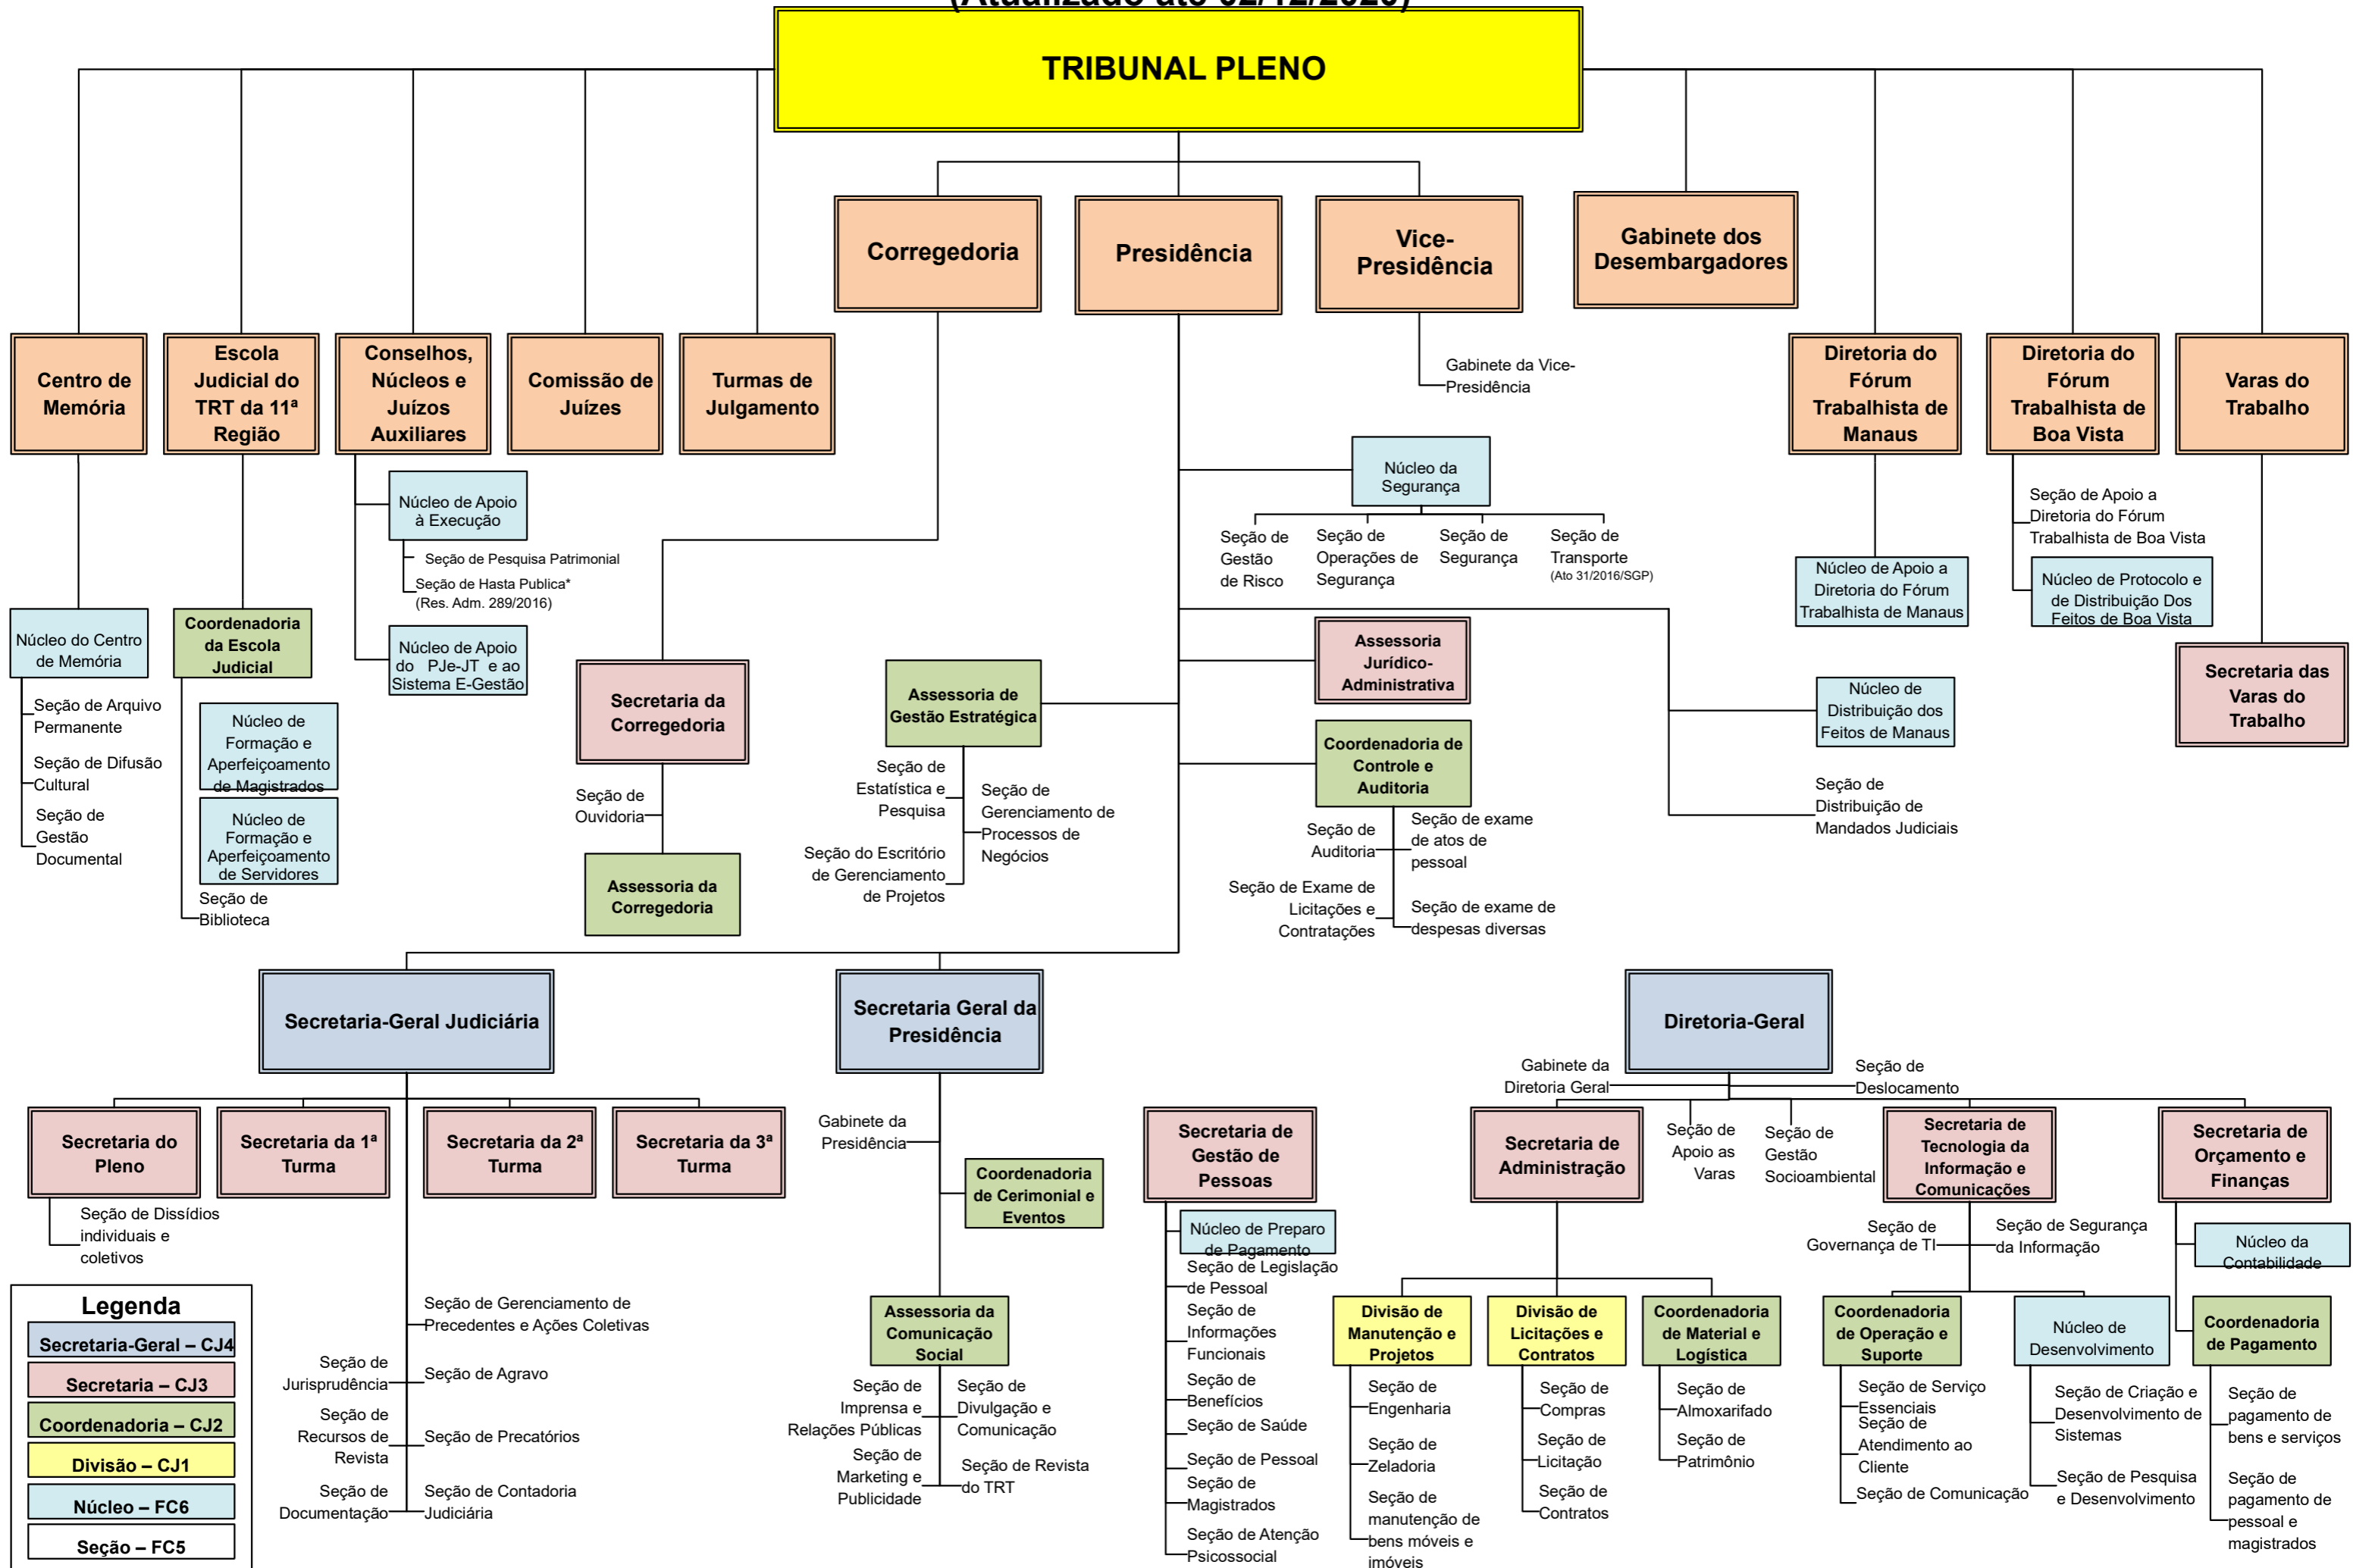 (Atualizado até 02/12/2020)
TRIBUNAL PLENO
Corregedoria
Presidência
Vice-
Presidência
Gabinete dos
Desembargadores
Centro de
Memória
Escola
Judicial do
TRT da 11ª
Região
Conselhos,
Núcleos e
Juízos
Auxiliares
Comissão de
Juízes
Turmas de
Julgamento
Gabinete da Vice-
Presidência
Diretoria do
Fórum
Trabalhista de
Manaus
Diretoria do
Fórum
Trabalhista de
Boa Vista
Varas do
Trabalho
Núcleo de Apoio
à Execução
Seção de Pesquisa Patrimonial
Seção de Hasta Publica*
(Res. Adm. 289/2016)
Núcleo de Apoio
do PJe-JT e ao
Sistema E-Gestão
Núcleo da
Segurança
Seção de
Gestão
de Risco
Seção de
Operações de
Segurança
Seção de
Segurança
Seção de
Transporte
(Ato 31/2016/SGP)
Núcleo de Apoio a
Diretoria do Fórum
Trabalhista de Manaus
Seção de Apoio a
Diretoria do Fórum
Trabalhista de Boa Vista
Núcleo de Protocolo e
de Distribuição Dos
Feitos de Boa Vista
Núcleo do Centro
de Memória
Seção de Arquivo
Permanente
Seção de Difusão
Cultural
Seção de
Gestão
Documental
Coordenadoria
da Escola
Judicial
Núcleo de
Formação e
Aperfeiçoamento
de Magistrados
Núcleo de
Formação e
Aperfeiçoamento
de Servidores
Seção de
Biblioteca
Secretaria da
Corregedoria
Seção de
Ouvidoria
Assessoria da
Corregedoria
Assessoria de
Gestão Estratégica
Seção de
Estatística e
Pesquisa
Seção de
Gerenciamento de
Processos de
Negócios
Seção do Escritório
de Gerenciamento
de Projetos
Assessoria
Jurídico-
Administrativa
Coordenadoria de
Controle e
Auditoria
Seção de
Auditoria
Seção de exame
de atos de
pessoal
Seção de Exame de
Licitações e
Contratações
Seção de exame de
despesas diversas
Núcleo de
Distribuição dos
Feitos de Manaus
Seção de
Distribuição de
Mandados Judiciais
Secretaria das
Varas do
Trabalho
Secretaria-Geral Judiciária
Secretaria Geral da
Presidência
Diretoria-Geral
Gabinete da
Diretoria Geral
Seção de
Deslocamento
Secretaria do
Pleno
Secretaria da 1ª
Turma
Secretaria da 2ª
Turma
Secretaria da 3ª
Turma
Seção de Dissídios
individuais e
coletivos
Seção de Gerenciamento de
Precedentes e Ações Coletivas
Seção de
Jurisprudência
Seção de Agravo
Seção de
Recursos de
Revista
Seção de Precatórios
Seção de
Documentação
Seção de Contadoria
Judiciária
Gabinete da
Presidência
Coordenadoria
de Cerimonial e
Eventos
Assessoria da
Comunicação
Social
Seção de
Imprensa e
Relações Públicas
Seção de
Divulgação e
Comunicação
Seção de
Marketing e
Publicidade
Seção de Revista
do TRT
Secretaria de
Gestão de
Pessoas
Núcleo de Preparo
de Pagamento
Seção de Legislação
de Pessoal
Seção de
Informações
Funcionais
Seção de
Benefícios
Seção de Saúde
Seção de Pessoal
Seção de
Magistrados
Seção de Atenção
Psicossocial
Secretaria de
Administração
Seção de
Apoio as
Varas
Seção de
Gestão
Socioambiental
Divisão de
Manutenção e
Projetos
Seção de
Engenharia
Seção de
Zeladoria
Seção de
manutenção de
bens móveis e
imóveis
Divisão de
Licitações e
Contratos
Seção de
Compras
Seção de
Licitação
Seção de
Contratos
Coordenadoria
de Material e
Logística
Seção de
Almoxarifado
Seção de
Patrimônio
Secretaria de
Tecnologia da
Informação e
Comunicações
Seção de
Governança de TI
Seção de Segurança
da Informação
Coordenadoria
de Operação e
Suporte
Seção de Serviço
Essenciais
Seção de
Atendimento ao
Cliente
Seção de Comunicação
Núcleo de
Desenvolvimento
Seção de Criação e
Desenvolvimento de
Sistemas
Seção de Pesquisa
e Desenvolvimento
Secretaria de
Orçamento e
Finanças
Núcleo da
Contabilidade
Coordenadoria
de Pagamento
Seção de
pagamento de
bens e serviços
Seção de
pagamento de
pessoal e
magistrados
Legenda
Secretaria-Geral – CJ4
Secretaria – CJ3
Coordenadoria – CJ2
Divisão – CJ1
Núcleo – FC6
Seção – FC5